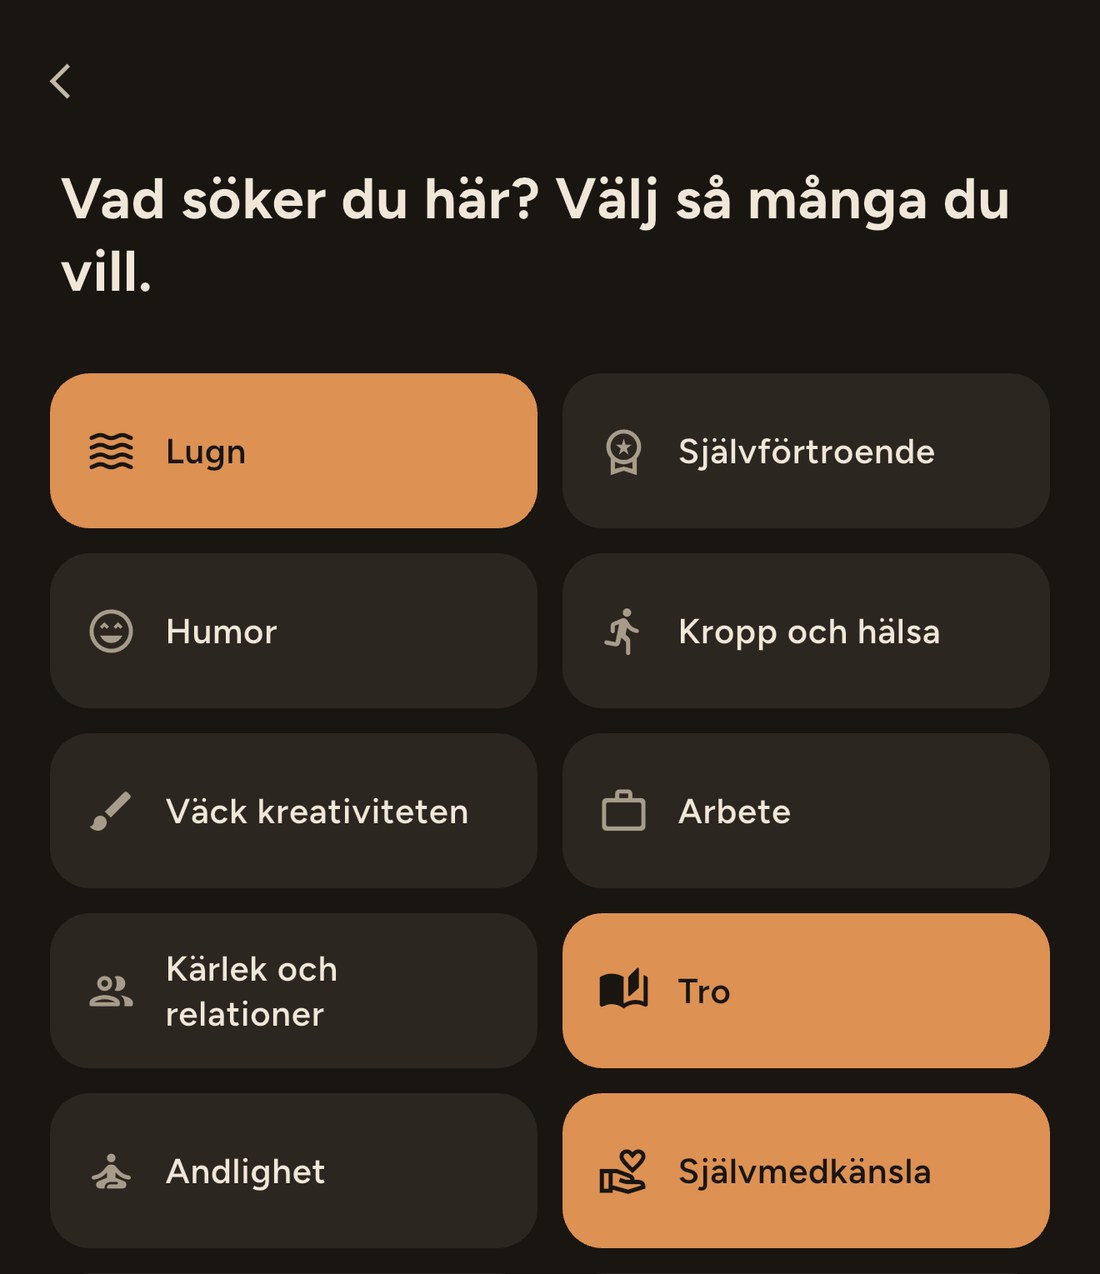 Vad söker du här? Välj så många du
vill.
Lugn
Självförtroende
Humor
Kropp och hälsa
Väck kreativiteten
Arbete
Kärlek och
relationer
Tro
Andlighet
Självmedkänsla